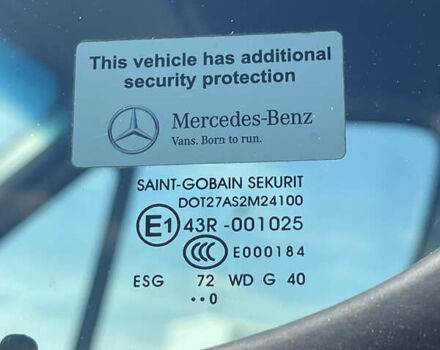 This vehicle has additional
security protection
Mercedes-Benz
Vans. Born to run.
SAINT-GOBAIN SEKURIT
DOT27AS2M24100
E1 43R -001025
CCC E000184
ESG 72 WD G 40
••0